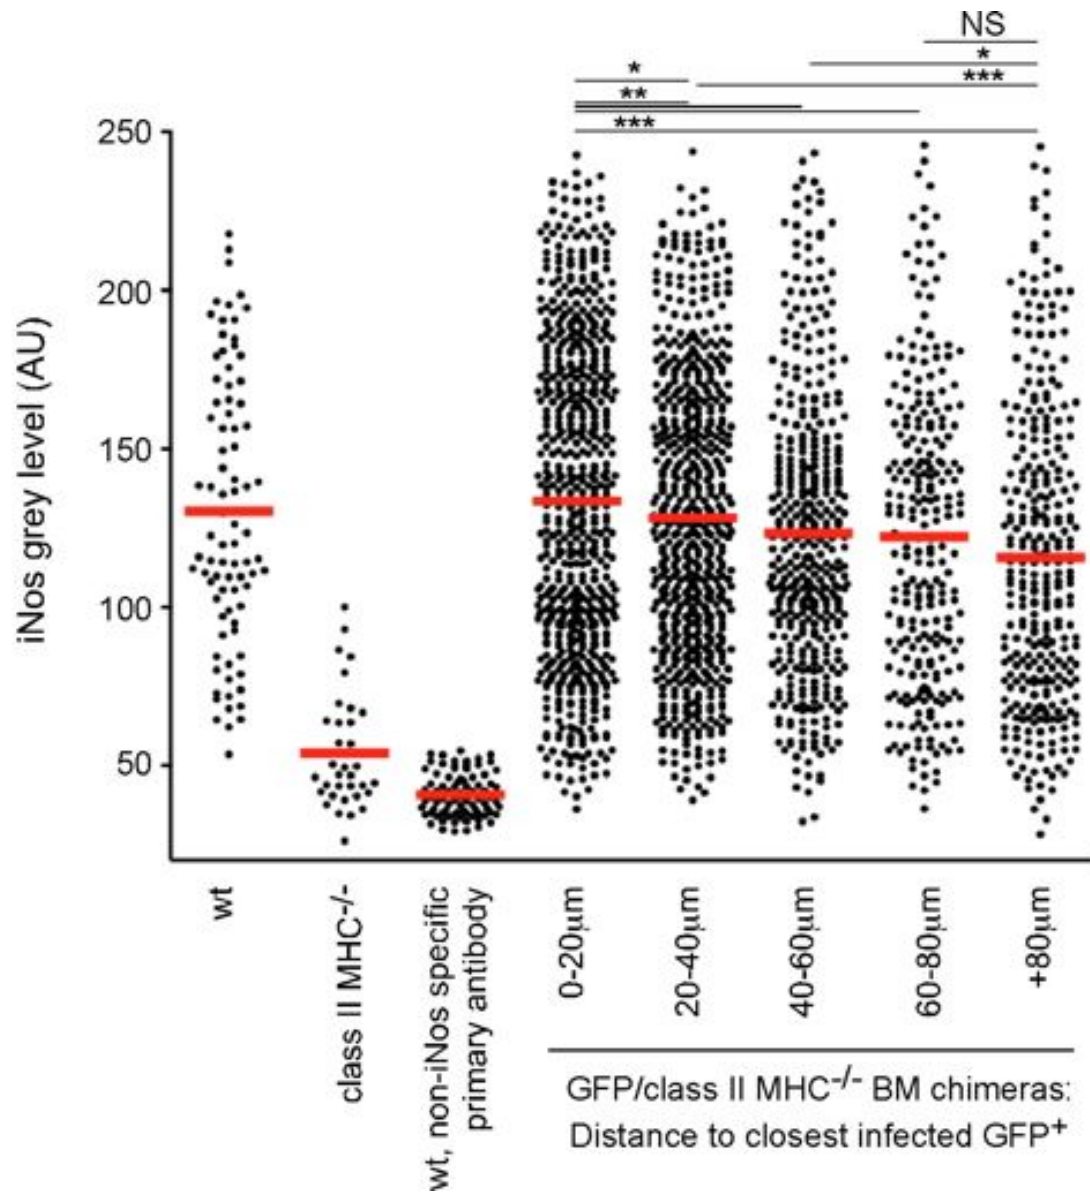 NS
*
***
*
**
***
250
200
150
100
50
iNos grey level (AU)
wt
class II MHC-/-
wt, non-iNos specific
primary antibody
0-20μm
20-40μm
40-60μm
60-80μm
+80μm
GFP/class II MHC-/- BM chimeras:
Distance to closest infected GFP+